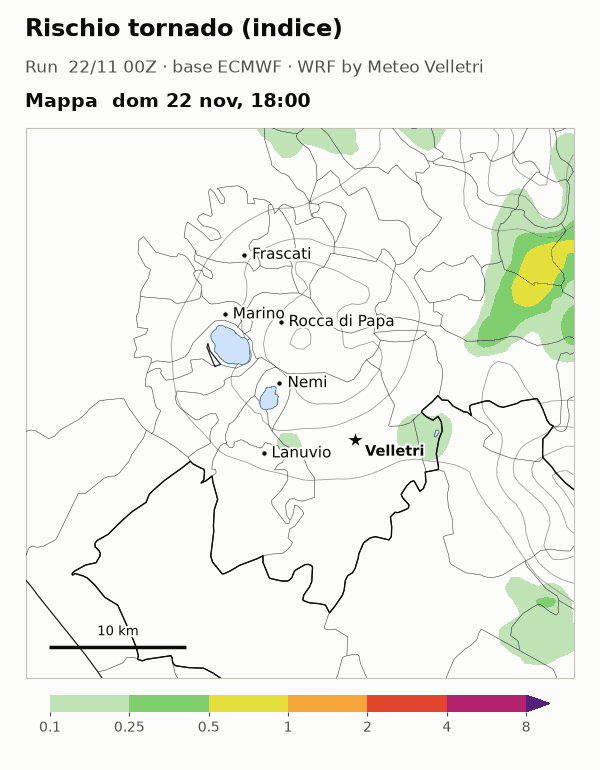 Rischio tornado (indice)
Run  22/11 00Z · base ECMWF · WRF by Meteo Velletri
Mappa  dom 22 nov, 18:00
Frascati
Marino
Rocca di Papa
Nemi
Velletri
Lanuvio
10 km
0.1 0.25 0.5 1 2 4 8